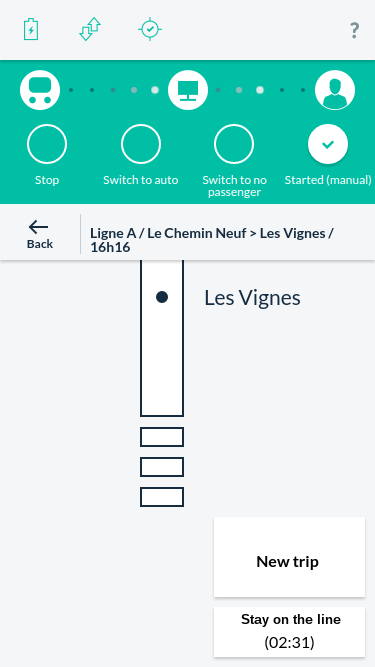 ?
Stop
Switch to auto
Switch to no
passenger
Started (manual)
Back
Ligne A / Le Chemin Neuf > Les Vignes /
16h16
Les Vignes
New trip
Stay on the line
(02:31)